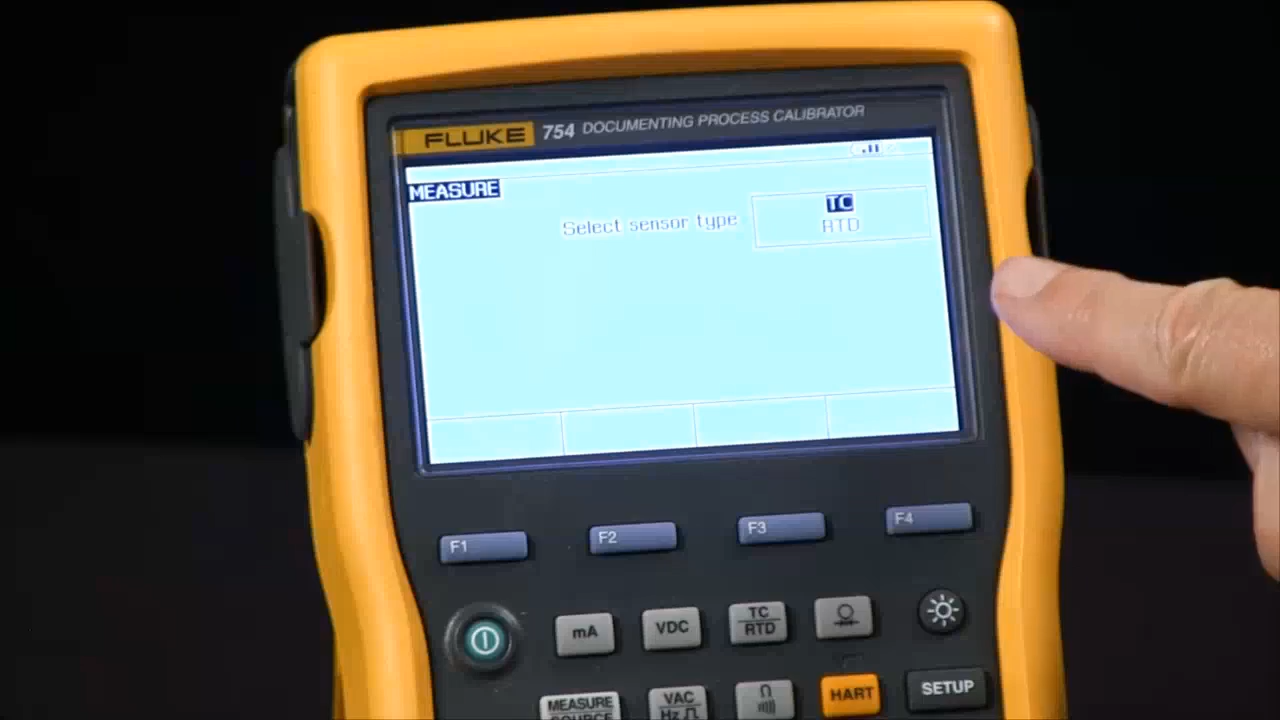 FLUKE 754 DOCUMENTING PROCESS CALIBRATOR
MEASURE
Select sensor type
TC
RTD
F1 F2 F3 F4
mA VDC TC RTD
MEASURE SOURCE VAC Hz Ω HART SETUP